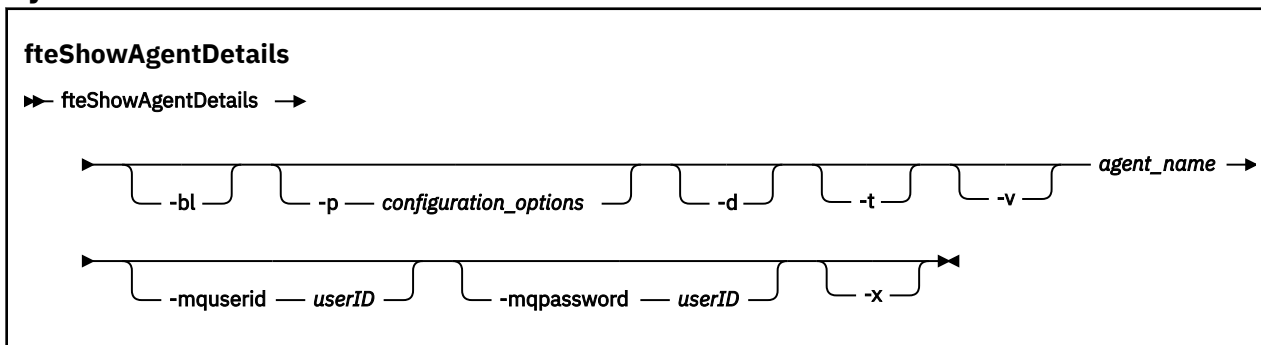 fteShowAgentDetails
fteShowAgentDetails
-bl -p configuration_options -d -t -v agent_name
-mquserid userID -mqpassword userID -x